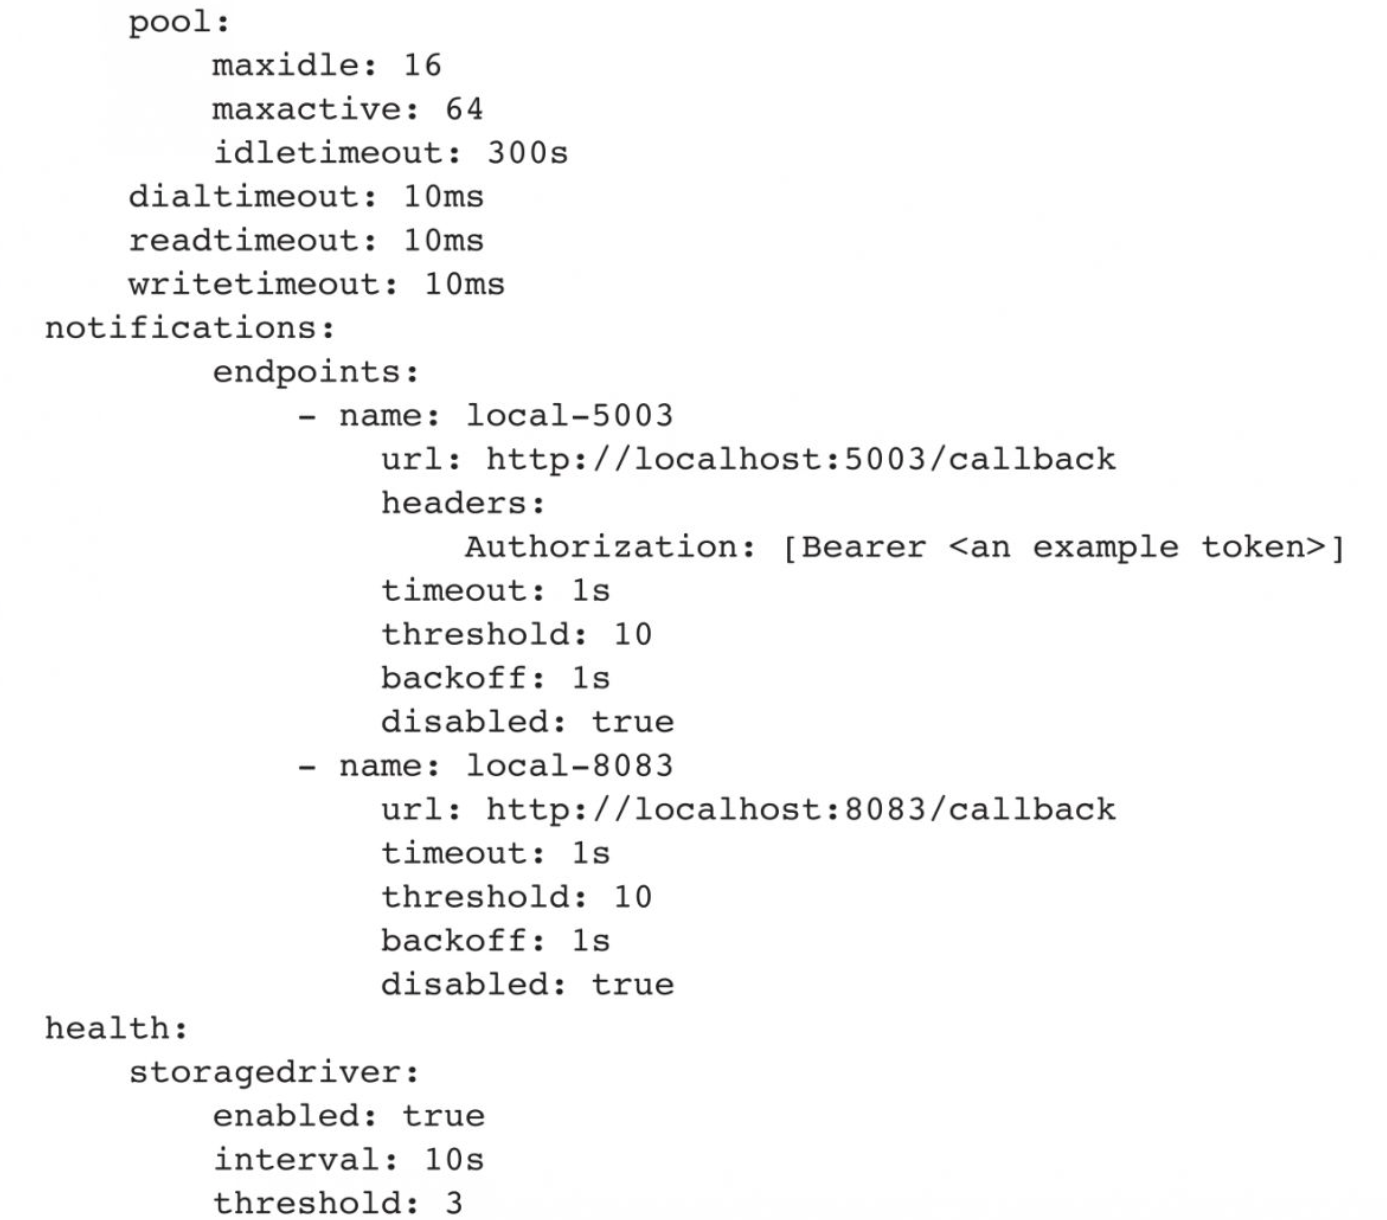 pool:
maxidle: 16
maxactive: 64
idletimeout: 300s
dialtimeout: 10ms
readtimeout: 10ms
writetimeout: 10ms
notifications:
endpoints:
- name: local-5003
url: http://localhost:5003/callback
headers:
Authorization: [Bearer <an example token>]
timeout: 1s
threshold: 10
backoff: 1s
disabled: true
- name: local-8083
url: http://localhost:8083/callback
timeout: 1s
threshold: 10
backoff: 1s
disabled: true
health:
storagedriver:
enabled: true
interval: 10s
threshold: 3